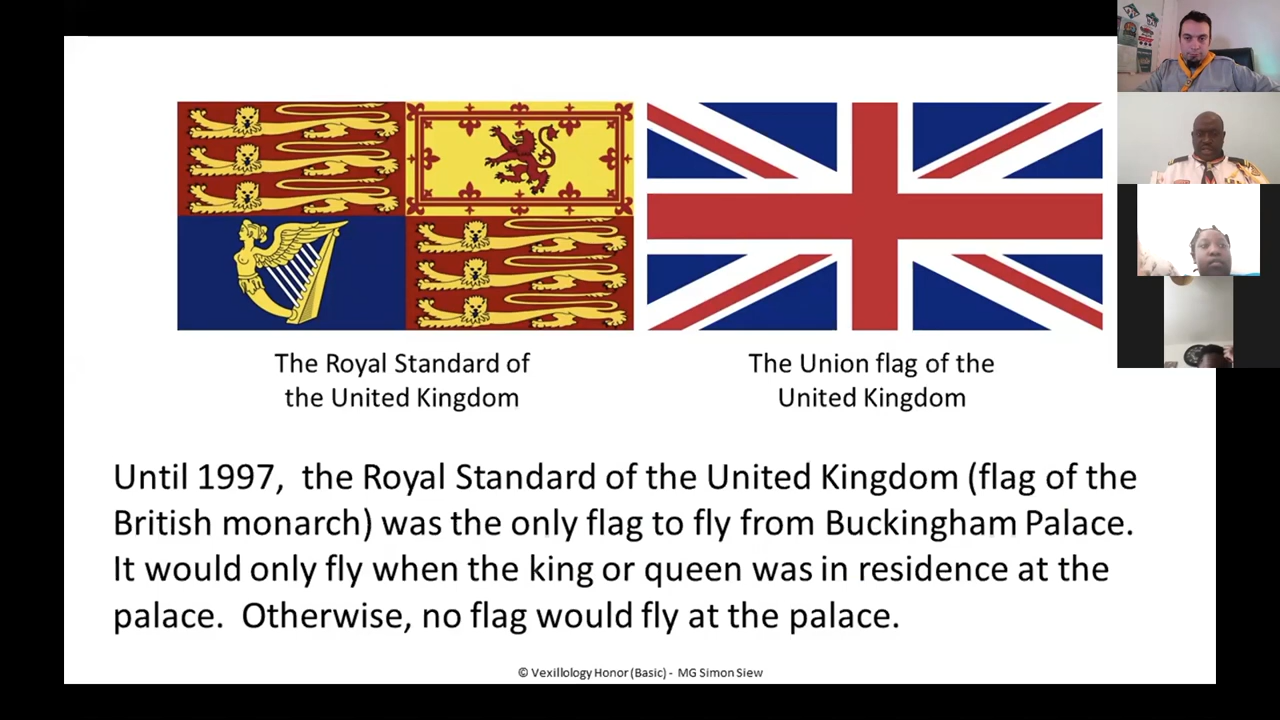 The Royal Standard of
the United Kingdom
The Union flag of the
United Kingdom
Until 1997,  the Royal Standard of the United Kingdom (flag of the
British monarch) was the only flag to fly from Buckingham Palace.
It would only fly when the king or queen was in residence at the
palace.  Otherwise, no flag would fly at the palace.
© Vexillology Honor (Basic) -  MG Simon Siew